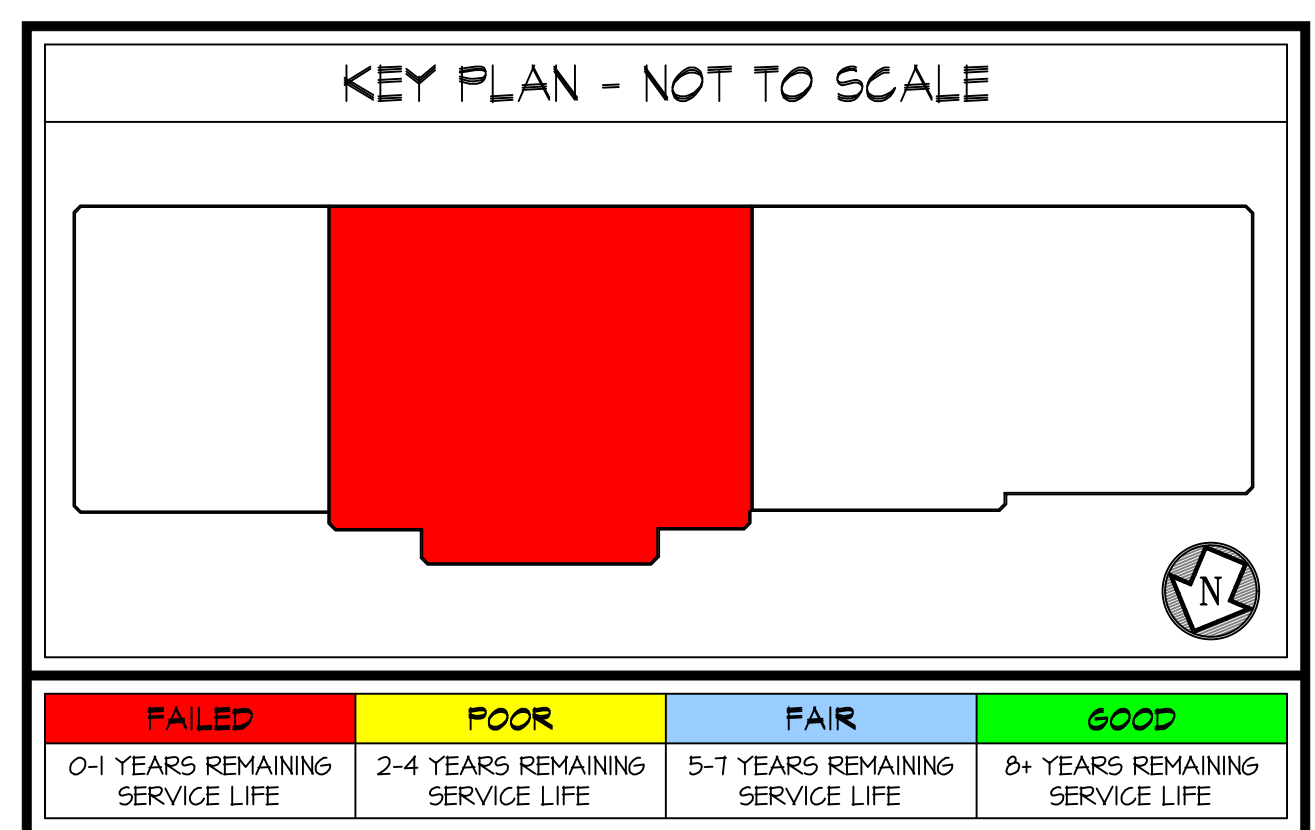 KEY PLAN - NOT TO SCALE
N
FAILED
POOR
FAIR
GOOD
0-1 YEARS REMAINING
SERVICE LIFE
2-4 YEARS REMAINING
SERVICE LIFE
5-7 YEARS REMAINING
SERVICE LIFE
8+ YEARS REMAINING
SERVICE LIFE